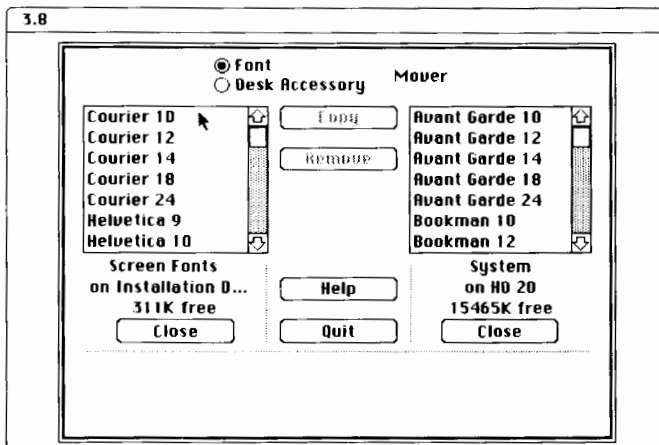 3.8
Font
Desk Accessory
Mover
Courier 10
Courier 12
Courier 14
Courier 18
Courier 24
Helvetica 9
Helvetica 10
Copy
Remove
Avant Garde 10
Avant Garde 12
Avant Garde 14
Avant Garde 18
Avant Garde 24
Bookman 10
Bookman 12
Screen Fonts
on Installation D...
311K free
Close
Help
Quit
System
on HD 20
15465K free
Close